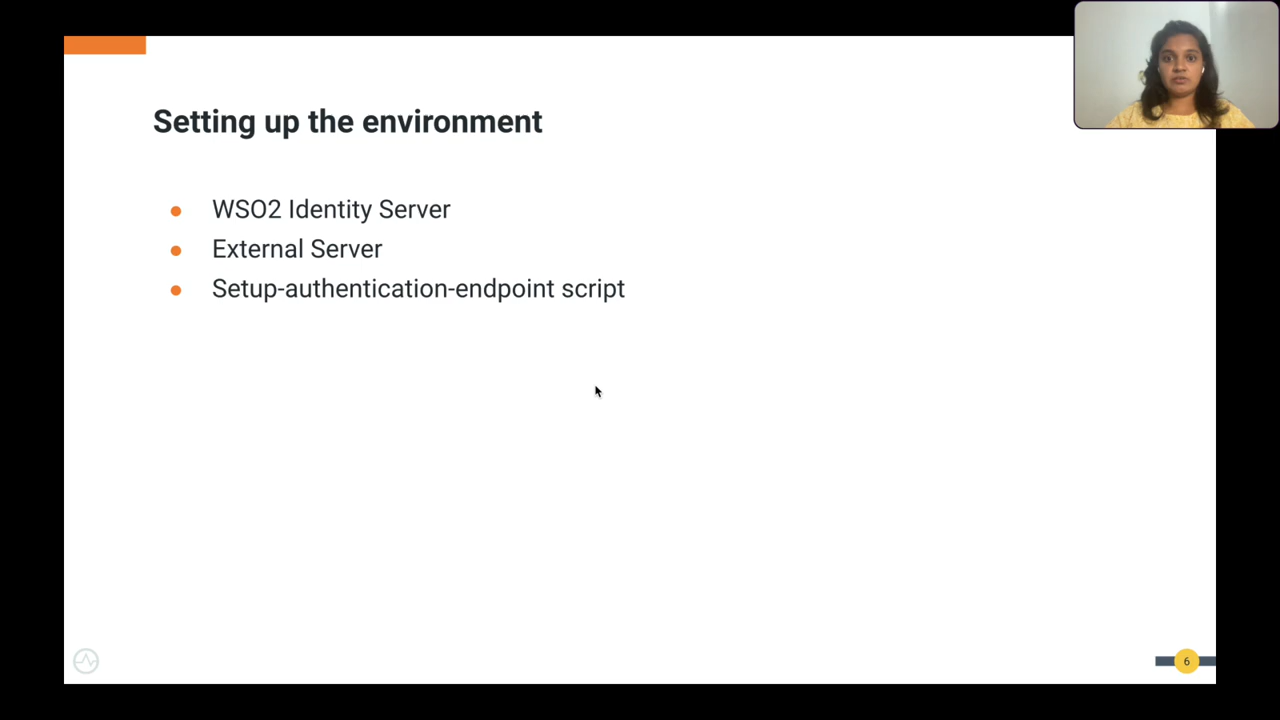 Setting up the environment
WSO2 Identity Server
External Server
Setup-authentication-endpoint script
6